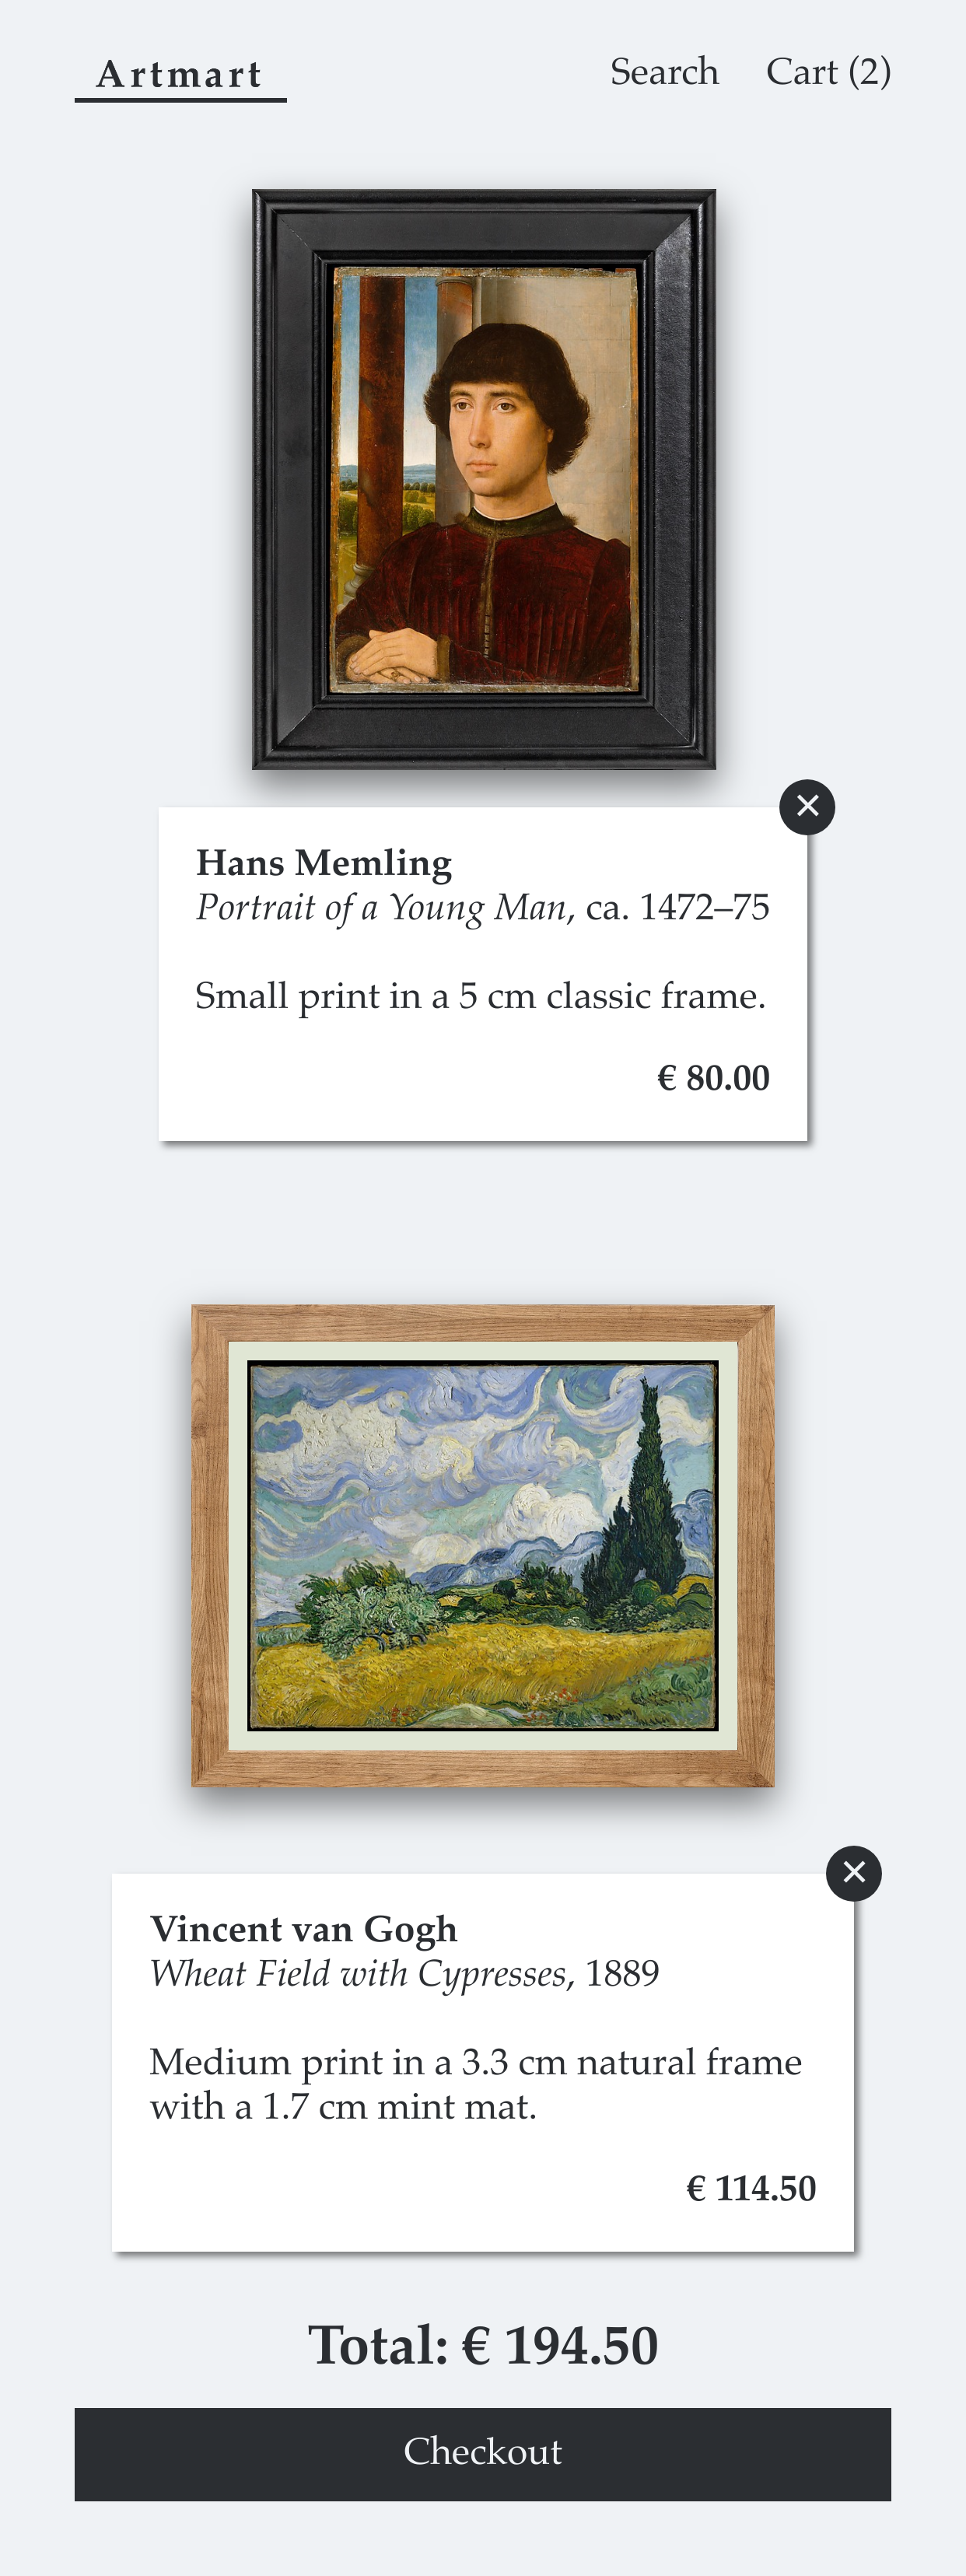 Artmart
Search Cart (2)
Hans Memling
Portrait of a Young Man, ca. 1472–75
Small print in a 5 cm classic frame.
€ 80.00
Vincent van Gogh
Wheat Field with Cypresses, 1889
Medium print in a 3.3 cm natural frame
with a 1.7 cm mint mat.
€ 114.50
Total: € 194.50
Checkout